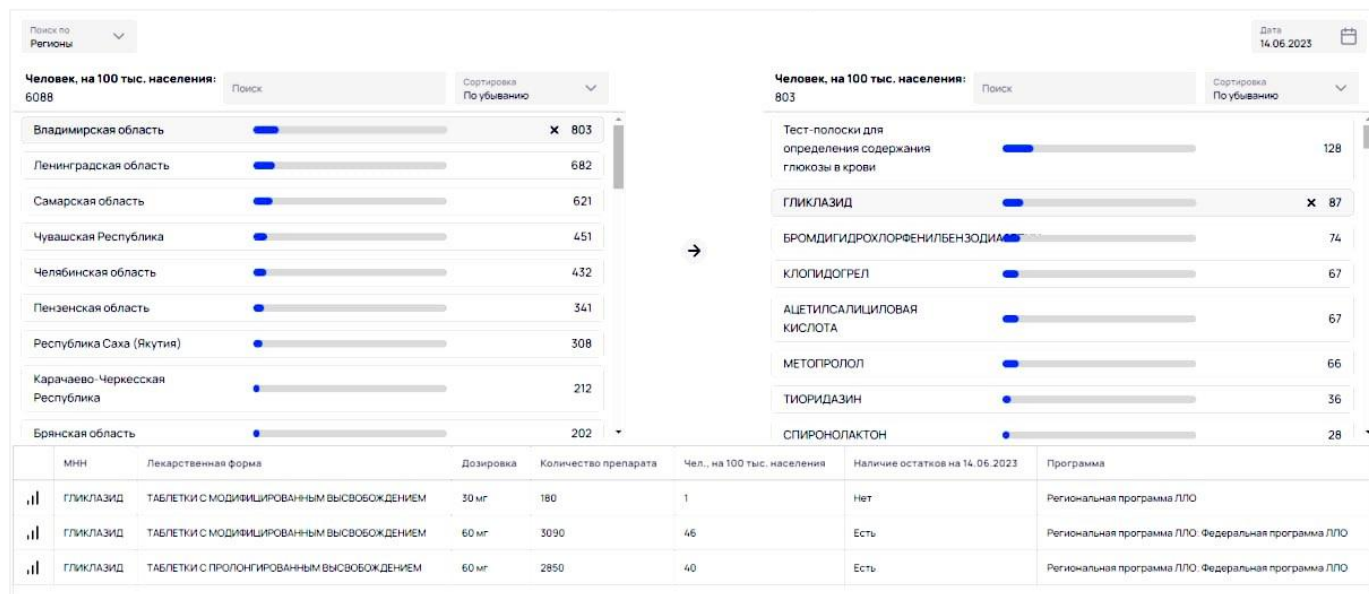 Поиск по
Регионы
Дата
14.06.2023
Человек, на 100 тыс. населения:
6088
Поиск
Сортировка
По убыванию
Владимирская область 803
Ленинградская область 682
Самарская область 621
Чувашская Республика 451
Челябинская область 432
Пензенская область 341
Республика Саха (Якутия) 308
Карачаево-Черкесская
Республика 212
Брянская область 202
Человек, на 100 тыс. населения:
803
Поиск
Сортировка
По убыванию
Тест-полоски для
определения содержания
глюкозы в крови 128
ГЛИКЛАЗИД 87
74
КЛОПИДОГРЕЛ 67
АЦЕТИЛСАЛИЦИЛОВАЯ
КИСЛОТА 67
МЕТОПРОЛОЛ 66
ТИОРИДАЗИН 36
СПИРОНОЛАКТОН 28
МНН Лекарственная форма Дозировка Количество препарата Чел., на 100 тыс. населения Наличие остатков на 14.06.2023 Программа
ГЛИКЛАЗИД ТАБЛЕТКИ С МОДИФИЦИРОВАННЫМ ВЫСВОБОЖДЕНИЕМ 30 мг 180 1 Нет Региональная программа ЛЛО
ГЛИКЛАЗИД ТАБЛЕТКИ С МОДИФИЦИРОВАННЫМ ВЫСВОБОЖДЕНИЕМ 60 мг 3090 46 Есть Региональная программа ЛЛО; Федеральная программа ЛЛО
ГЛИКЛАЗИД ТАБЛЕТКИ С ПРОЛОНГИРОВАННЫМ ВЫСВОБОЖДЕНИЕМ 60 мг 2850 40 Есть Региональная программа ЛЛО; Федеральная программа ЛЛО